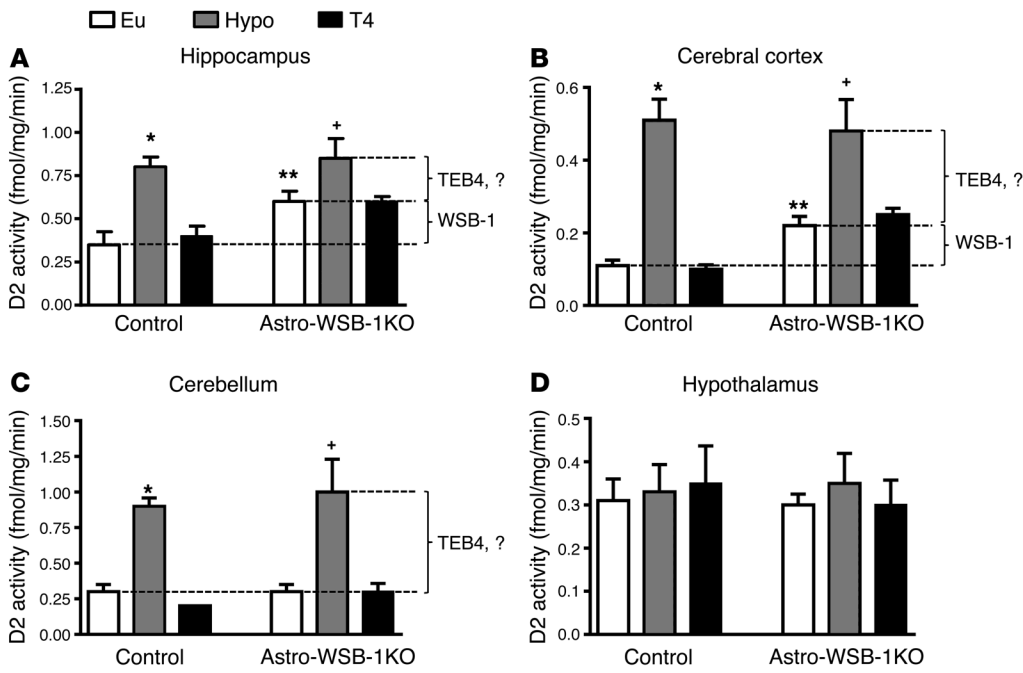 Eu Hypo T4
A Hippocampus
D2 activity (fmol/mg/min)
1.25
1.00
0.75
0.50
0.25
0.00
*
**
+
TEB4, ?
WSB-1
Control Astro-WSB-1KO
B Cerebral cortex
D2 activity (fmol/mg/min)
0.6
0.4
0.2
0.0
*
**
+
TEB4, ?
WSB-1
Control Astro-WSB-1KO
C Cerebellum
D2 activity (fmol/mg/min)
1.50
1.25
1.00
0.75
0.50
0.25
0.00
*
+
TEB4, ?
Control Astro-WSB-1KO
D Hypothalamus
D2 activity (fmol/mg/min)
0.5
0.4
0.3
0.2
0.1
0.0
Control Astro-WSB-1KO